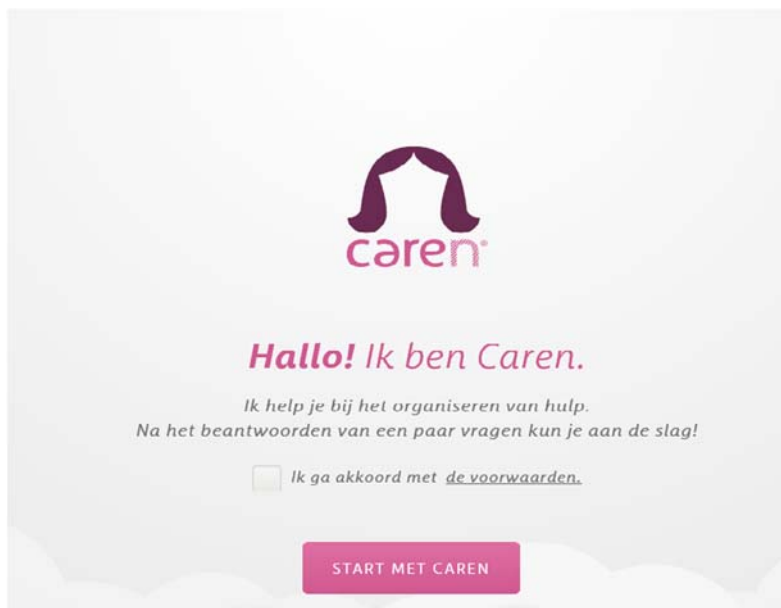 caren®
Hallo! Ik ben Caren.
Ik help je bij het organiseren van hulp.
Na het beantwoorden van een paar vragen kun je aan de slag!
Ik ga akkoord met de voorwaarden.
START MET CAREN